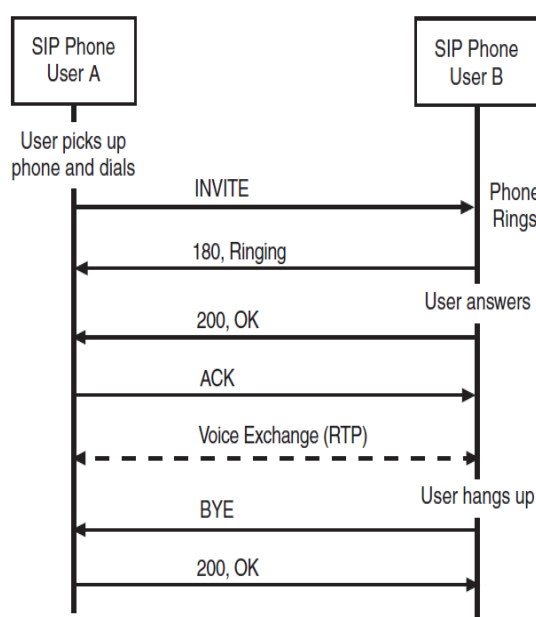 SIP Phone
User A
SIP Phone
User B
User picks up
phone and dials
INVITE
Phone
Rings
180, Ringing
User answers
200, OK
ACK
Voice Exchange (RTP)
User hangs up
BYE
200, OK